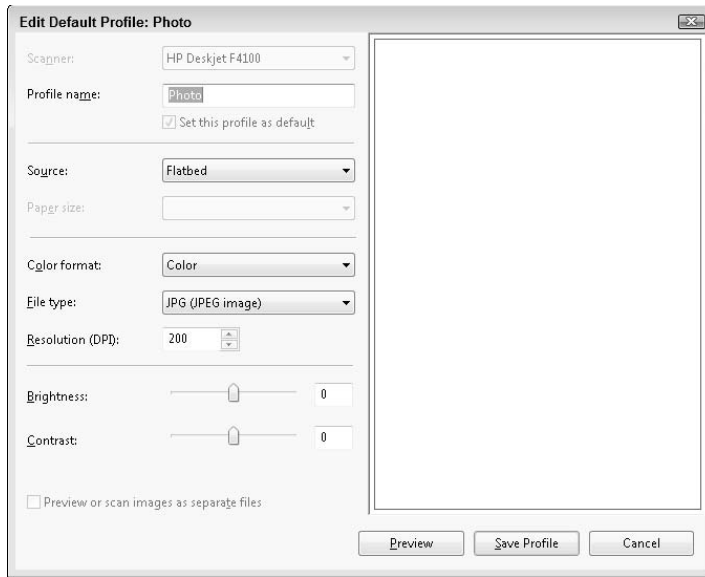 Edit Default Profile: Photo
Scanner: HP Deskjet F4100
Profile name: Photo
Set this profile as default
Source: Flatbed
Paper size:
Color format: Color
File type: JPG (JPEG image)
Resolution (DPI): 200
Brightness: 0
Contrast: 0
Preview or scan images as separate files
Preview Save Profile Cancel